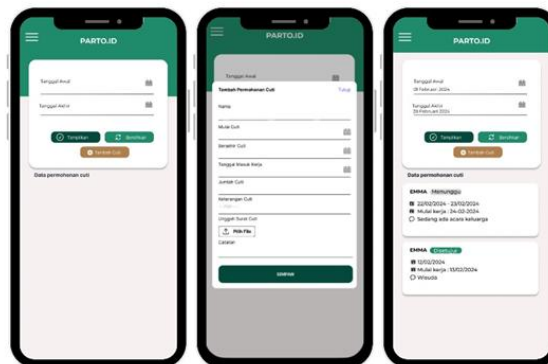 PARTO.ID
Tanggal Awal
Tanggal Akhir
Tampilkan
Bersihkan
Tambah Cuti
Data permohonan cuti
PARTO.ID
Tanggal Awal
Tambah Permohonan Cuti
Tutup
Nama
Mulai Cuti
Berakhir Cuti
Tanggal Masuk Kerja
Jumlah Cuti
Keterangan Cuti
Unggah Surat Cuti
Pilih File
Catatan
SIMPAN
PARTO.ID
Tanggal Awal
01 Februari 2024
Tanggal Akhir
29 Februari 2024
Tampilkan
Bersihkan
Tambah Cuti
Data permohonan cuti
EMMA Menunggu
22/02/2024 - 23/02/2024
Mulai kerja : 24-02-2024
Sedang ada acara keluarga
EMMA Disetujui
12/02/2024
Mulai kerja : 13/02/2024
Wisuda